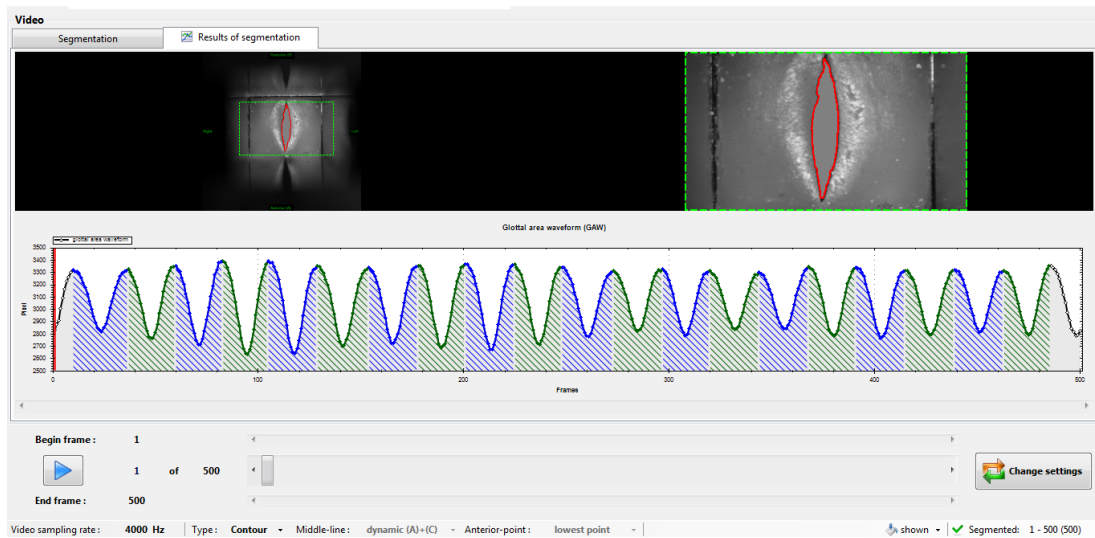 Video
Segmentation
Results of segmentation
Right
Left
Glottal area waveform (GAW)
glottal area waveform
3500
3400
3300
3200
3100
3000
2900
2800
2700
2600
2500
Pixel
0 100 200 300 400 500
Frames
Begin frame : 1
1 of 500
Change settings
End frame : 500
Video sampling rate : 4000 Hz Type : Contour Middle-line : dynamic (A)+(C) Anterior-point : lowest point shown Segmented: 1 - 500 (500)